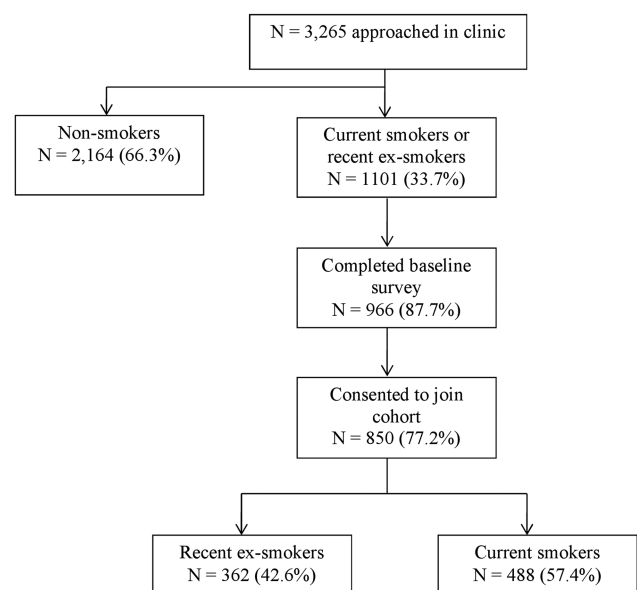 N = 3,265 approached in clinic
Non-smokers
N = 2,164 (66.3%)
Current smokers or
recent ex-smokers
N = 1101 (33.7%)
Completed baseline
survey
N = 966 (87.7%)
Consented to join
cohort
N = 850 (77.2%)
Recent ex-smokers
N = 362 (42.6%)
Current smokers
N = 488 (57.4%)